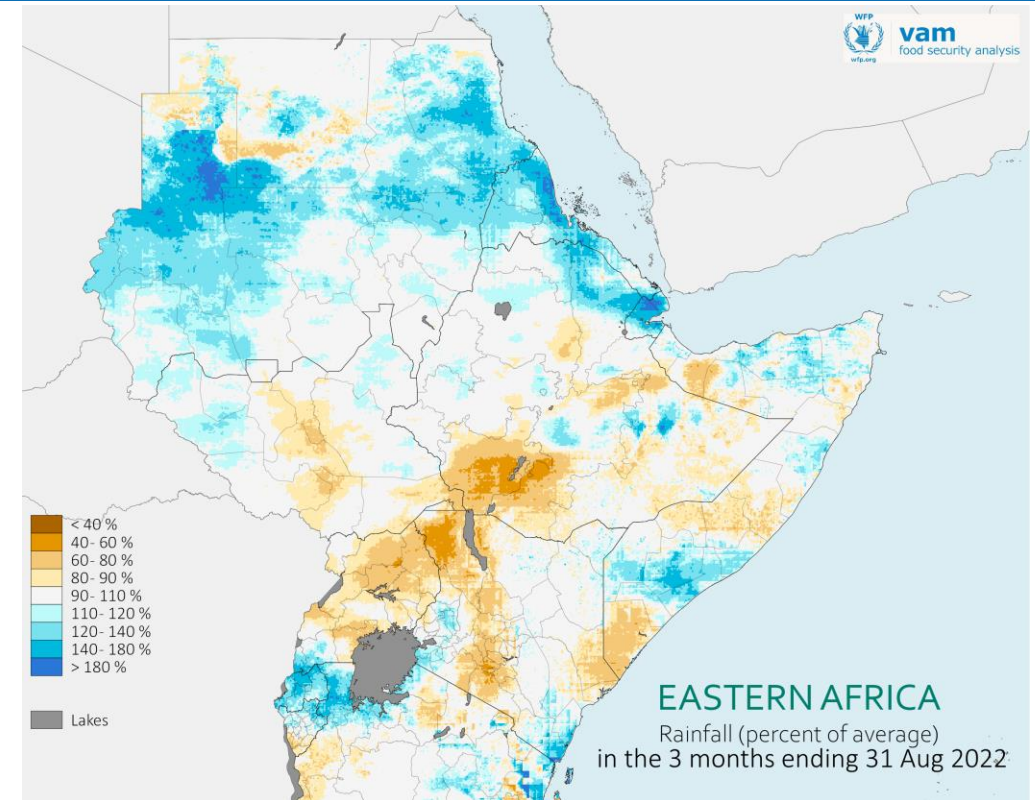 WFP
wfp.org
vam
food security analysis
< 40 %
40- 60 %
60- 80 %
80- 90 %
90- 110 %
110- 120 %
120- 140 %
140- 180 %
> 180 %
Lakes
EASTERN AFRICA
Rainfall (percent of average)
in the 3 months ending 31 Aug 2022